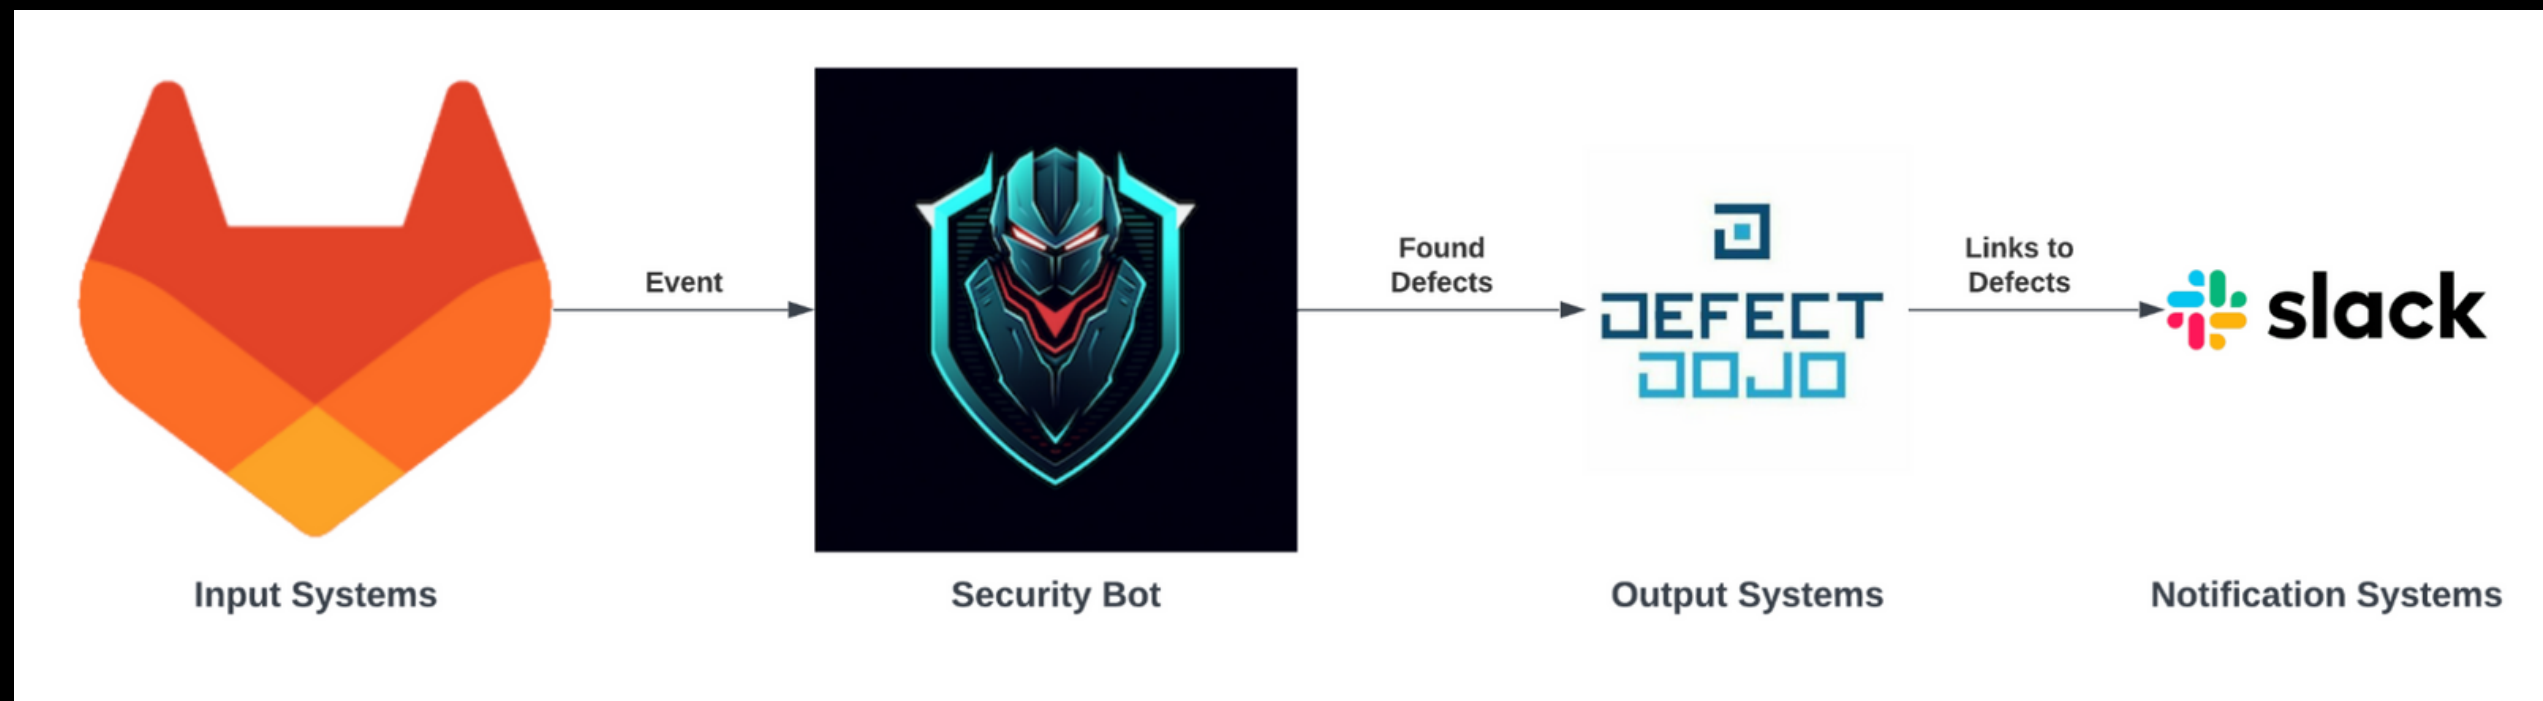 Event
Found
Defects
DEFECT
DOJO
Links to
Defects
slack
Input Systems
Security Bot
Output Systems
Notification Systems